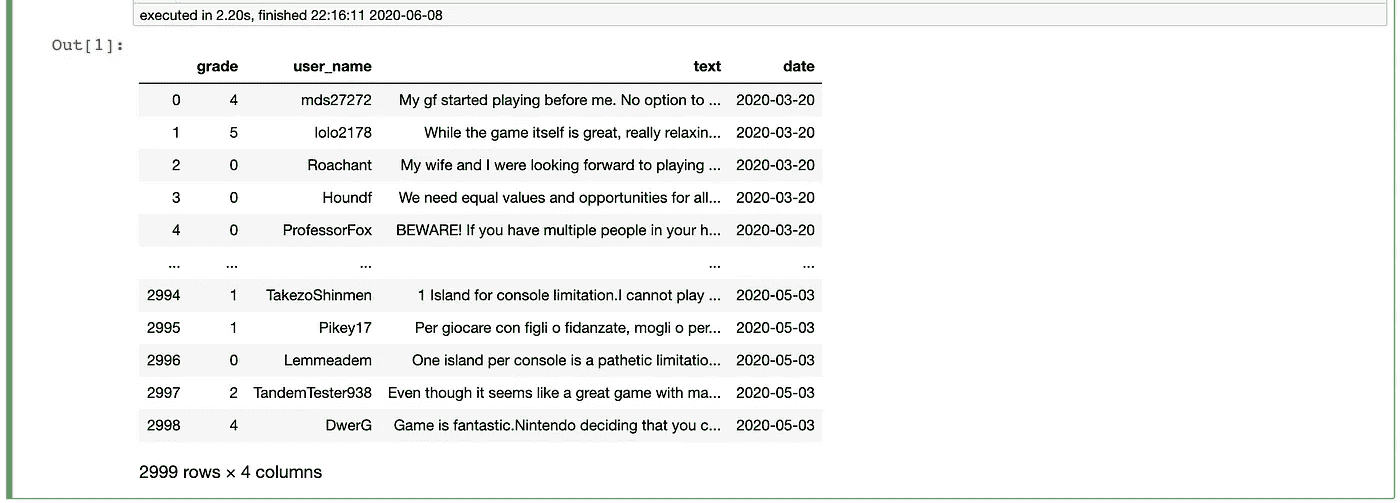 executed in 2.20s, finished 22:16:11 2020-06-08
Out[1]:
grade user_name text date
0 4 mds27272 My gf started playing before me. No option to ... 2020-03-20
1 5 lolo2178 While the game itself is great, really relaxin... 2020-03-20
2 0 Roachant My wife and I were looking forward to playing ... 2020-03-20
3 0 Houndf We need equal values and opportunities for all... 2020-03-20
4 0 ProfessorFox BEWARE! If you have multiple people in your h... 2020-03-20
... ... ... ... ...
2994 1 TakezoShinmen 1 Island for console limitation.I cannot play ... 2020-05-03
2995 1 Pikey17 Per giocare con figli o fidanzate, mogli o per... 2020-05-03
2996 0 Lemmeadem One island per console is a pathetic limitatio... 2020-05-03
2997 2 TandemTester938 Even though it seems like a great game with ma... 2020-05-03
2998 4 DwerG Game is fantastic.Nintendo deciding that you c... 2020-05-03
2999 rows × 4 columns